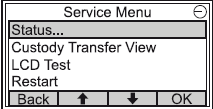 Service Menu
Status...
Custody Transfer View
LCD Test
Restart
Back ↑ ↓ OK